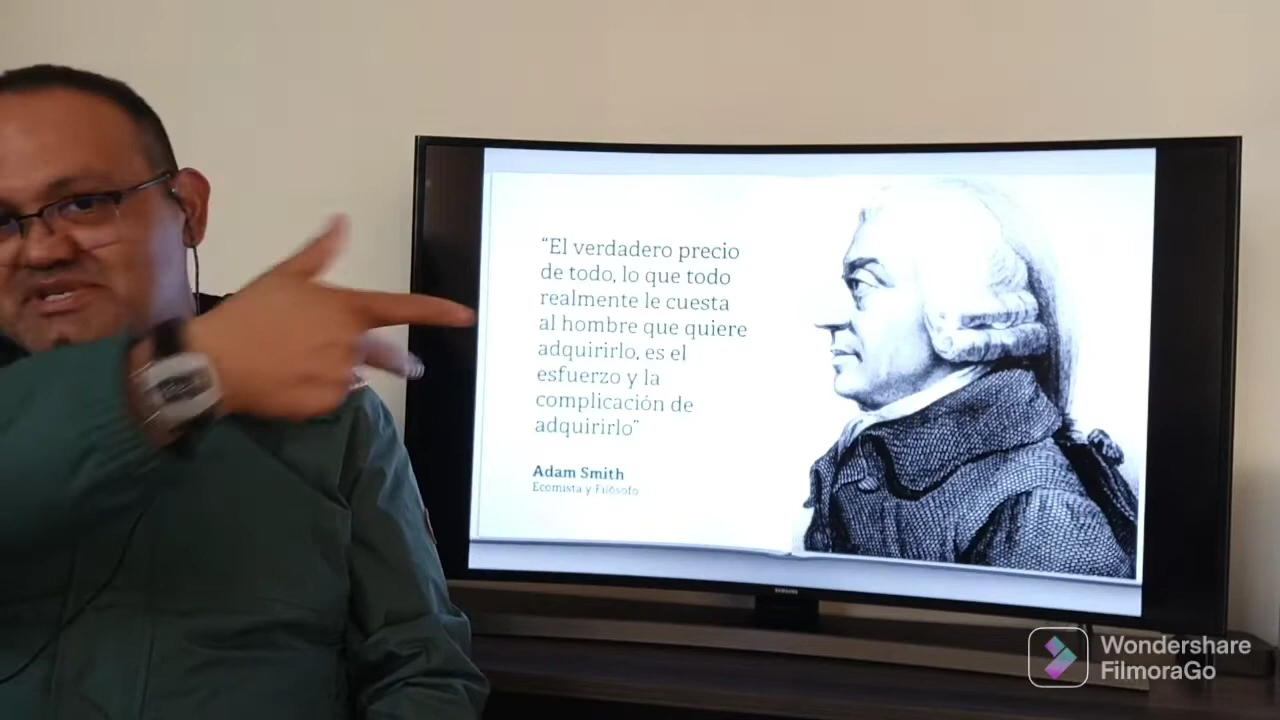 “El verdadero precio
de todo, lo que todo
realmente le cuesta
al hombre que quiere
adquirirlo, es el
esfuerzo y la
complicación de
adquirirlo”
Adam Smith
Ecomista y Filósofo
SAMSUNG
Wondershare
FilmoraGo